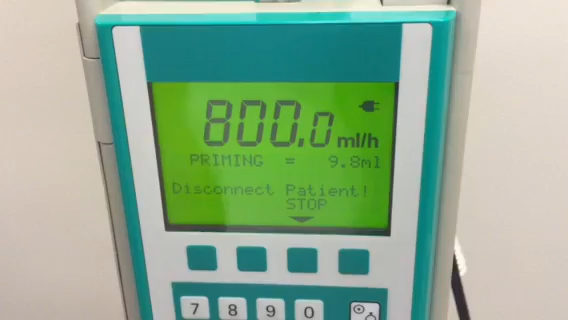 800.0 ml/h
PRIMING = 9.8ml
Disconnect Patient!
STOP
7 8 9 0